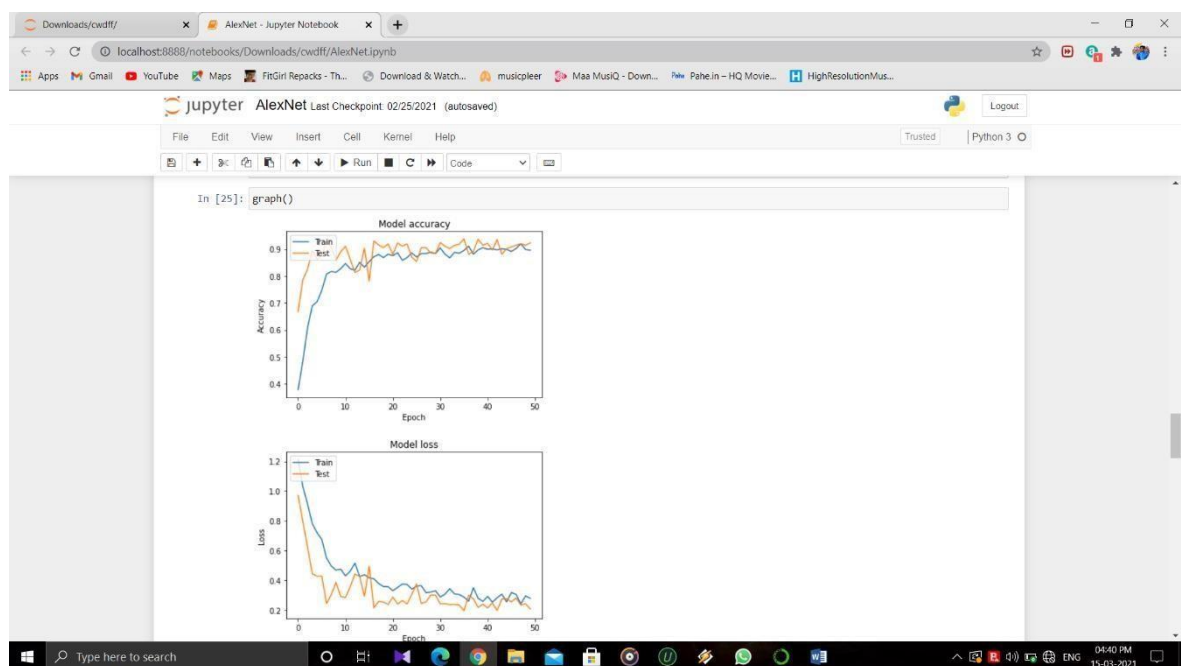 Downloads/cwdff/
AlexNet - Jupyter Notebook
localhost:8888/notebooks/Downloads/cwdff/AlexNet.ipynb
Apps Gmail YouTube Maps FitGirl Repacks - Th... Download & Watch... musicpleer Maa MusiQ - Down... Pahe.in – HQ Movie... HighResolutionMus...
jupyter AlexNet Last Checkpoint: 02/25/2021 (autosaved)
Logout
File Edit View Insert Cell Kernel Help
Trusted
Python 3
Run
Code
In [25]: graph()
Model accuracy
Train
Test
0.9
0.8
0.7
0.6
0.5
0.4
Accuracy
0 10 20 30 40 50
Epoch
Model loss
Train
Test
1.2
1.0
0.8
0.6
0.4
0.2
Loss
0 10 20 30 40 50
Epoch
Type here to search
ENG
04:40 PM
15-03-2021